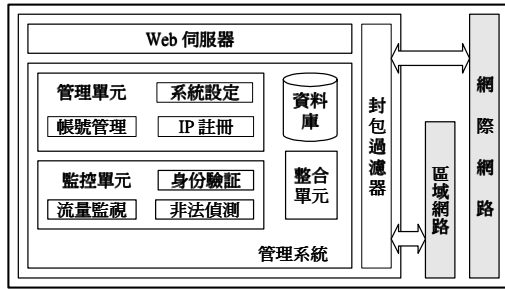 Web 伺服器
管理單元
系統設定
帳號管理
IP 註冊
資料
庫
監控單元
身份驗証
流量監視
非法偵測
整合
單元
管理系統
封包過濾器
區域網路
網際網路